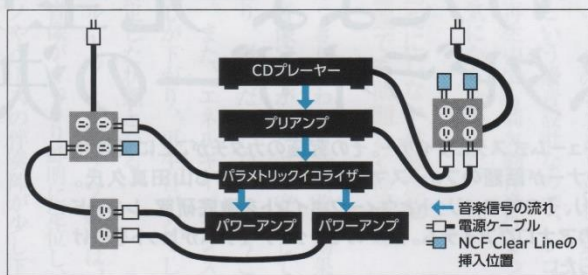 CDプレーヤー
プリアンプ
パラメトリックイコライザー
パワーアンプ
パワーアンプ
音楽信号の流れ
電源ケーブル
NCF Clear Lineの
挿入位置